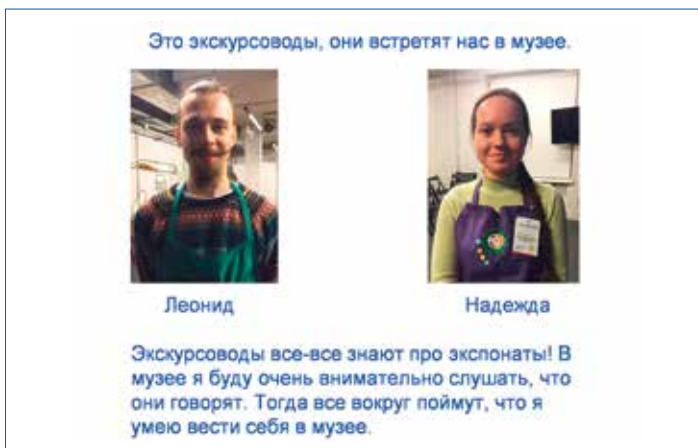 Это экскурсоводы, они встретят нас в музее.
Леонид
Надежда
Экскурсоводы все-все знают про экспонаты! В
музее я буду очень внимательно слушать, что
они говорят. Тогда все вокруг поймут, что я
умею вести себя в музее.